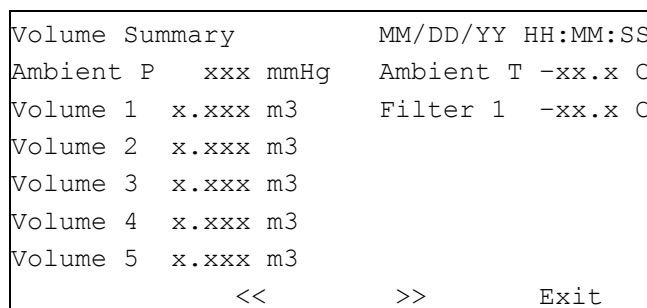 Volume Summary MM/DD/YY HH:MM:SS
Ambient P xxx mmHg Ambient T -xx.x C
Volume 1 x.xxx m3 Filter 1 -xx.x C
Volume 2 x.xxx m3
Volume 3 x.xxx m3
Volume 4 x.xxx m3
Volume 5 x.xxx m3
<< >> Exit